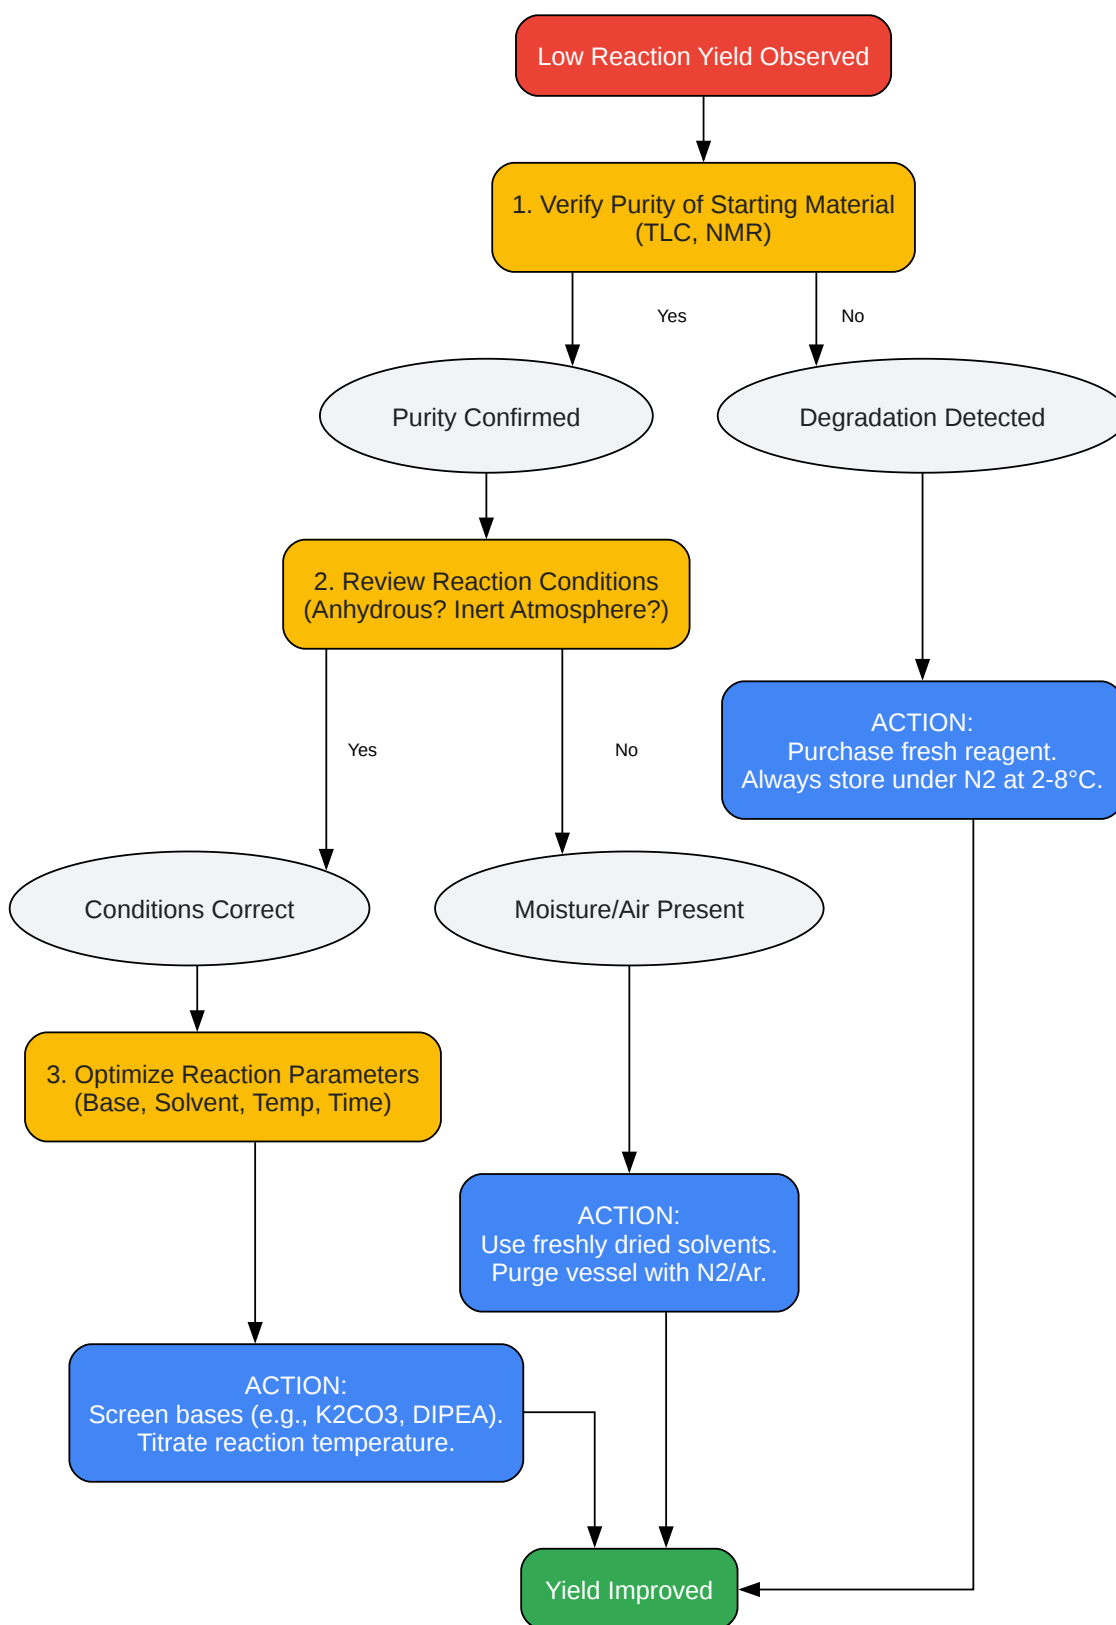 Low Reaction Yield Observed
1. Verify Purity of Starting Material
(TLC, NMR)
Yes
No
Purity Confirmed
Degradation Detected
2. Review Reaction Conditions
(Anhydrous? Inert Atmosphere?)
ACTION:
Purchase fresh reagent.
Always store under N2 at 2-8°C.
Yes
No
Conditions Correct
Moisture/Air Present
3. Optimize Reaction Parameters
(Base, Solvent, Temp, Time)
ACTION:
Use freshly dried solvents.
Purge vessel with N2/Ar.
ACTION:
Screen bases (e.g., K2CO3, DIPEA).
Titrate reaction temperature.
Yield Improved